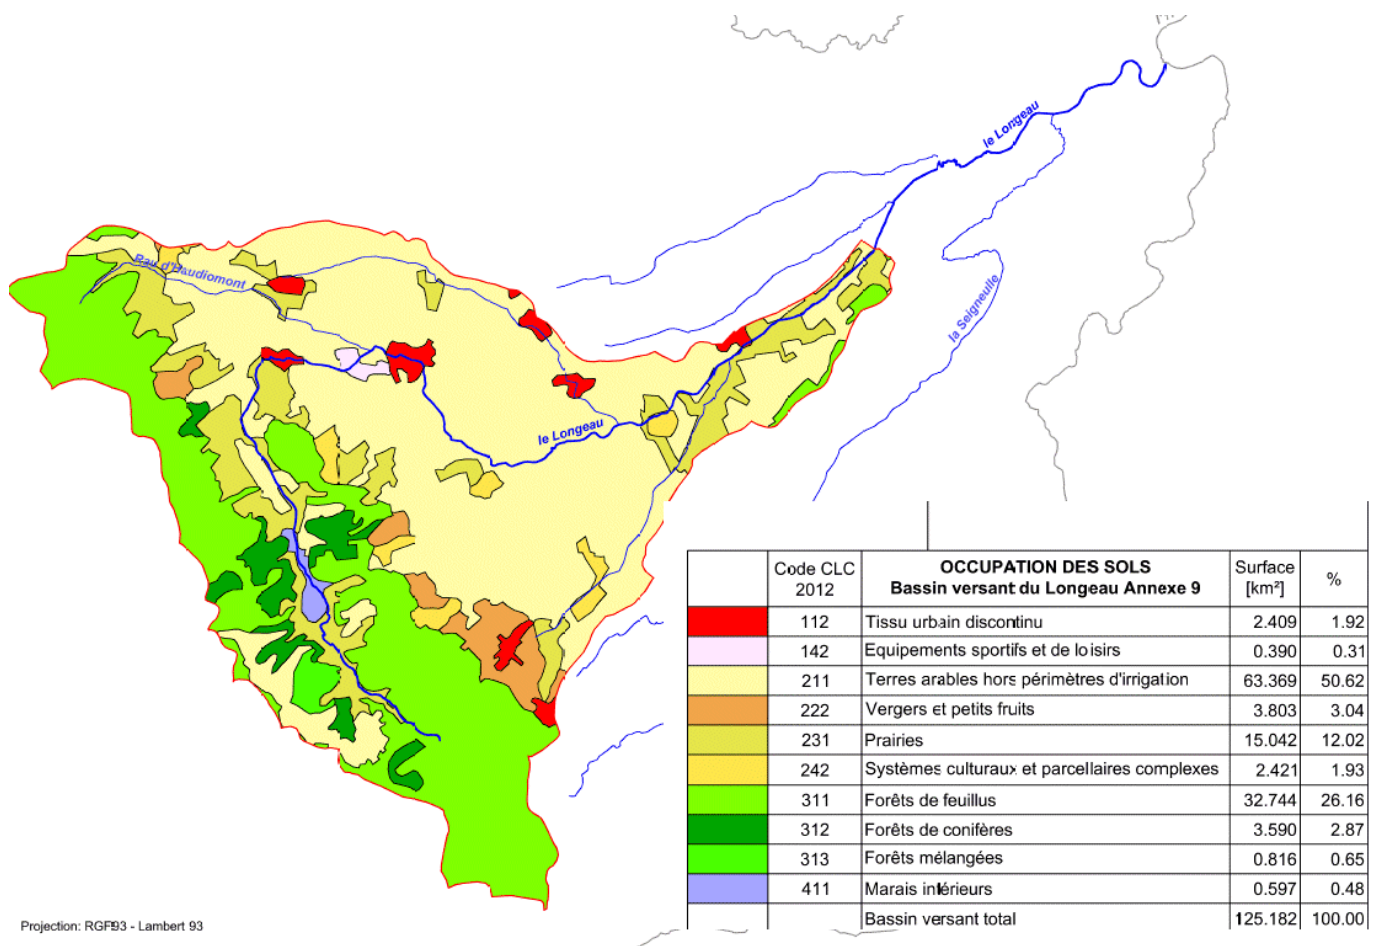 le Longeau
Rau d'Haudiomont
la Seigneulle
le Longeau
Code CLC 2012 OCCUPATION DES SOLS Bassin versant du Longeau Annexe 9 Surface [km²] %
112 Tissu urbain discontinu 2.409 1.92
142 Equipements sportifs et de loisirs 0.390 0.31
211 Terres arables hors périmètres d'irrigation 63.369 50.62
222 Vergers et petits fruits 3.803 3.04
231 Prairies 15.042 12.02
242 Systèmes culturaux et parcellaires complexes 2.421 1.93
311 Forêts de feuillus 32.744 26.16
312 Forêts de conifères 3.590 2.87
313 Forêts mélangées 0.816 0.65
411 Marais intérieurs 0.597 0.48
Bassin versant total 125.182 100.00
Projection: RGF93 - Lambert 93